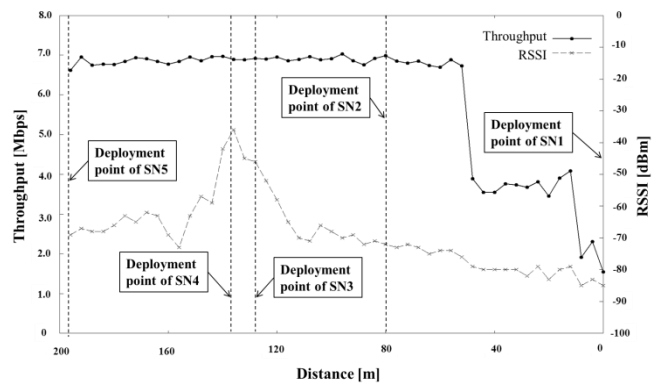 8.0
7.0
6.0
5.0
4.0
3.0
2.0
1.0
0
Throughput [Mbps]
0
-10
-20
-30
-40
-50
-60
-70
-80
-90
-100
RSSI [dBm]
Throughput
RSSI
Deployment
point of SN2
Deployment
point of SN1
Deployment
point of SN5
Deployment
point of SN4
Deployment
point of SN3
200
160
120
80
40
0
Distance [m]